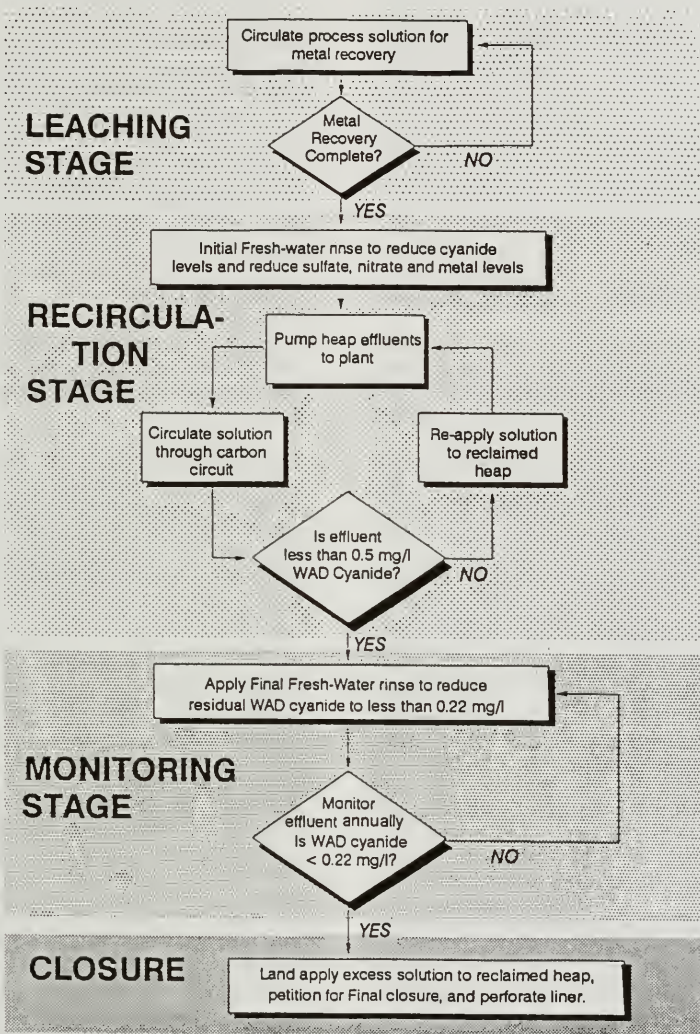 Circulate process solution for
metal recovery
LEACHING
STAGE
Metal
Recovery
Complete?
NO
YES
Initial Fresh-water rinse to reduce cyanide
levels and reduce sulfate, nitrate and metal levels
RECIRCULA-
TION
STAGE
Pump heap effluents
to plant
Circulate solution
through carbon
circuit
Re-apply solution
to reclaimed
heap
Is effluent
less than 0.5 mg/l
WAD Cyanide?
NO
YES
Apply Final Fresh-Water rinse to reduce
residual WAD cyanide to less than 0.22 mg/l
MONITORING
STAGE
Monitor
effluent annually
Is WAD cyanide
< 0.22 mg/l?
NO
YES
CLOSURE
Land apply excess solution to reclaimed heap,
petition for Final closure, and perforate liner.